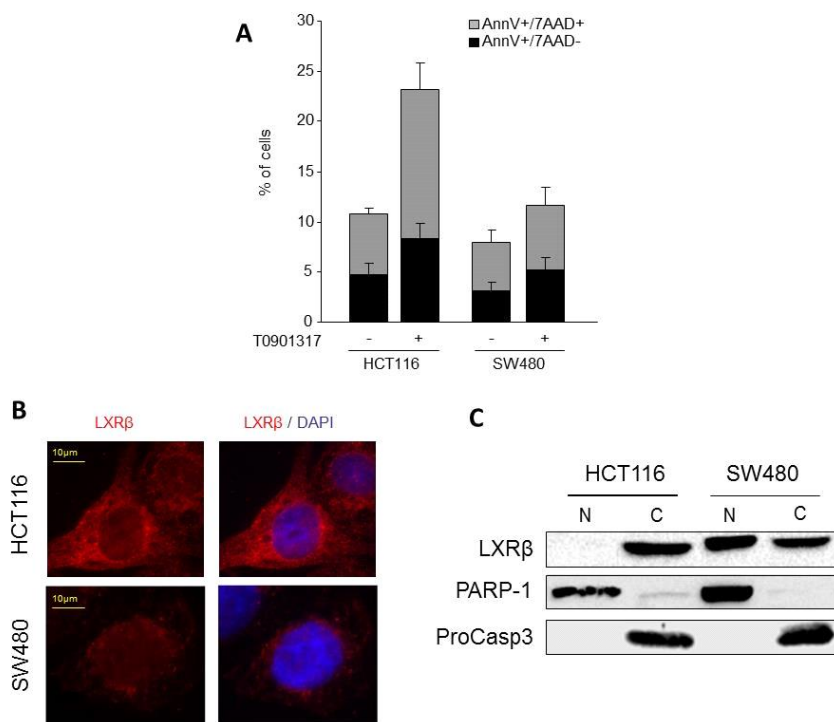 A
AnnV+/7AAD+
AnnV+/7AAD-
30
25
20
15
10
5
0
% of cells
T0901317 - + - +
HCT116 SW480
B
LXRβ LXRβ / DAPI
10μm
HCT116
10μm
SW480
C
HCT116 SW480
N C N C
LXRβ
PARP-1
ProCasp3